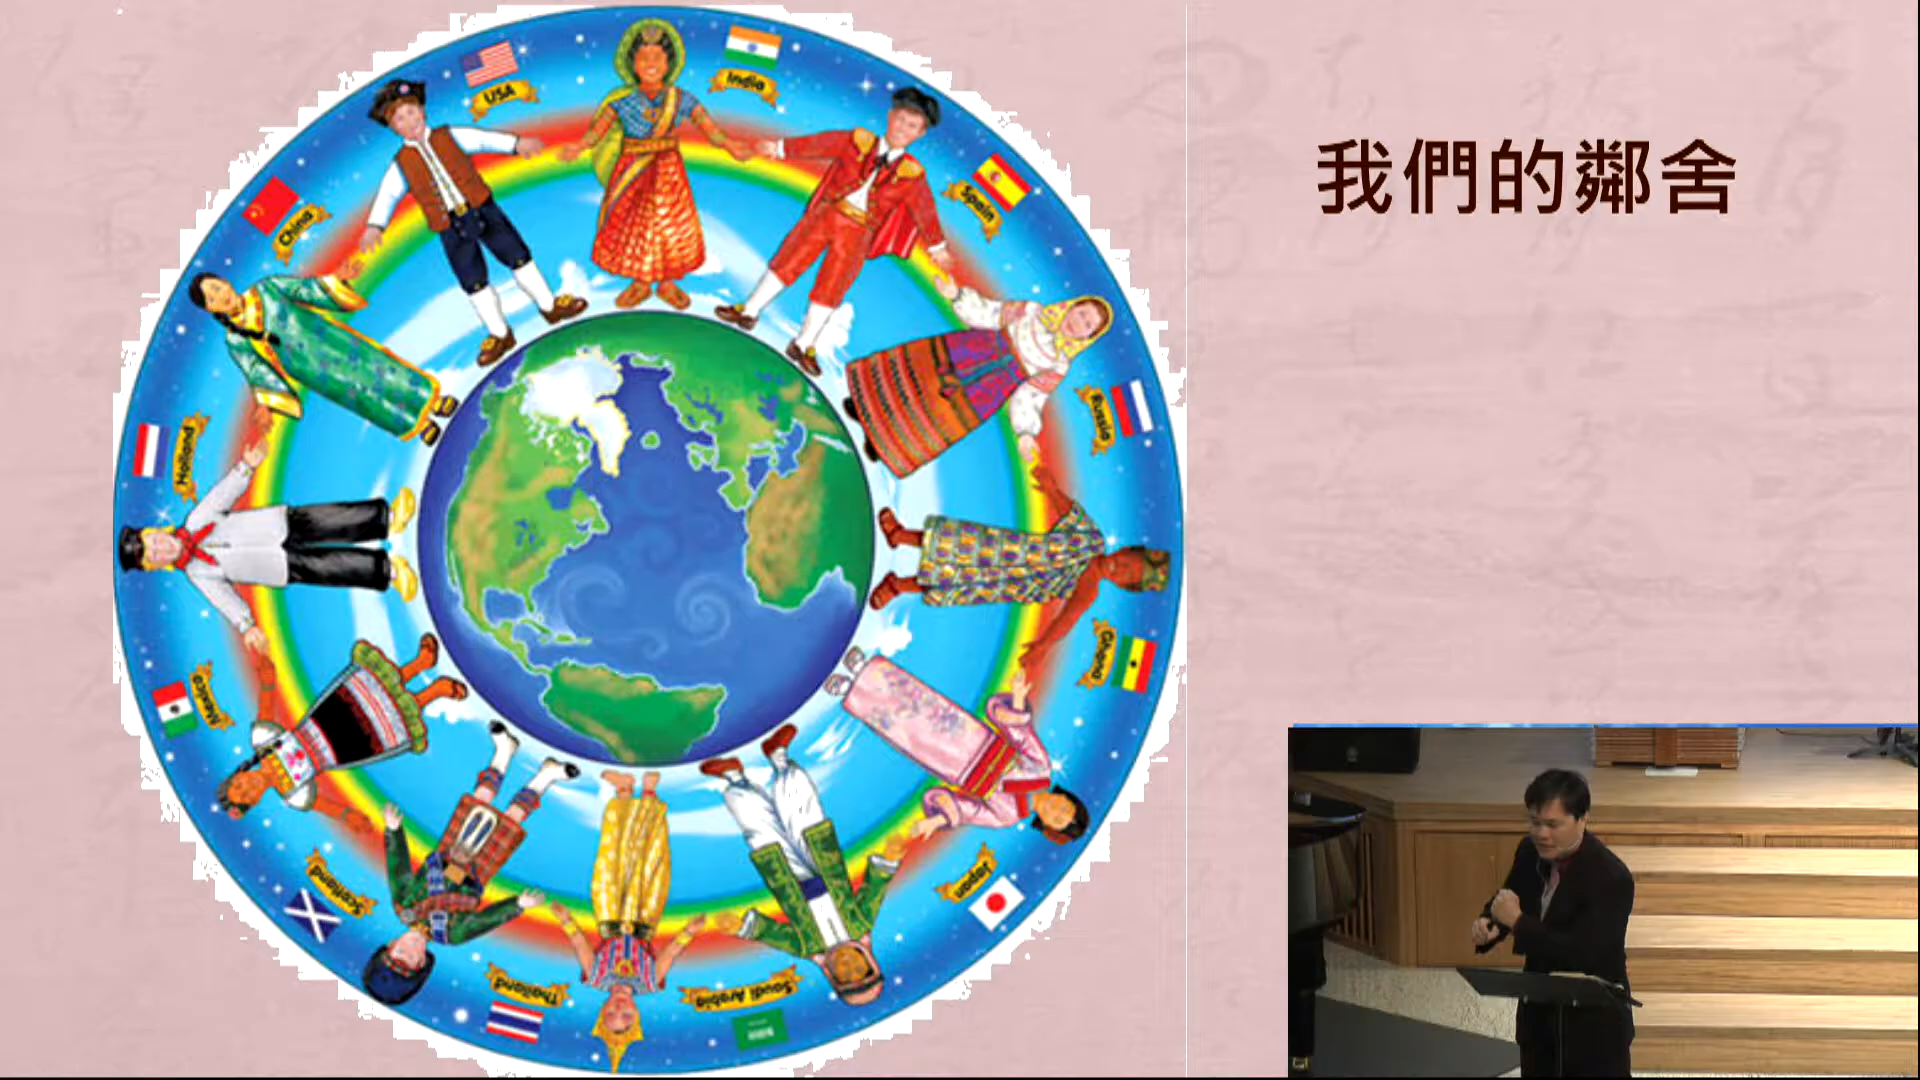 我們的鄰舍
USA
India
Spain
Russia
Ghana
Japan
Saudi Arabia
Thailand
Scotland
Mexico
Holland
China